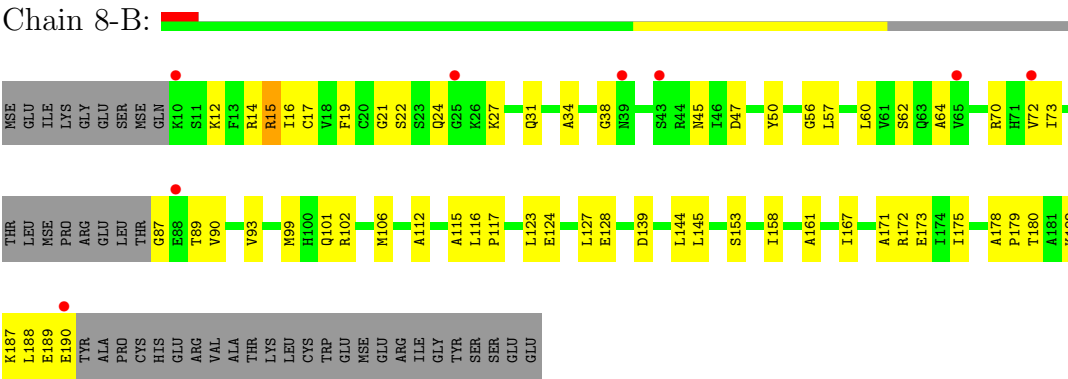 Chain 8-B:
MSE GLU ILE LYS GLY GLU SER MSE GLN K10 S11 K12 F13 R14 R15 I16 C17 V18 F19 C20 G21 S22 S23 Q24 G25 K26 K27 Q31 A34 G38 N39 S43 R44 N45 I46 D47 Y50 G56 L57 L60 V61 S62 Q63 A64 V65 R70 H71 V72 I73
THR LEU MSE PRO ARG GLU LEU THR G87 E88 T89 V90 V93 M99 H100 Q101 R102 M106 A112 A115 L116 P117 L123 E124 L127 E128 D139 L144 L145 S153 I158 A161 I167 A171 R172 E173 I174 I175 A178 P179 T180 A181
K187 L188 E189 E190 TYR ALA PRO CYS HIS GLU ARG VAL ALA THR LYS LEU CYS TRP GLU MSE GLU ARG ILE GLY TYR SER SER GLU GLU